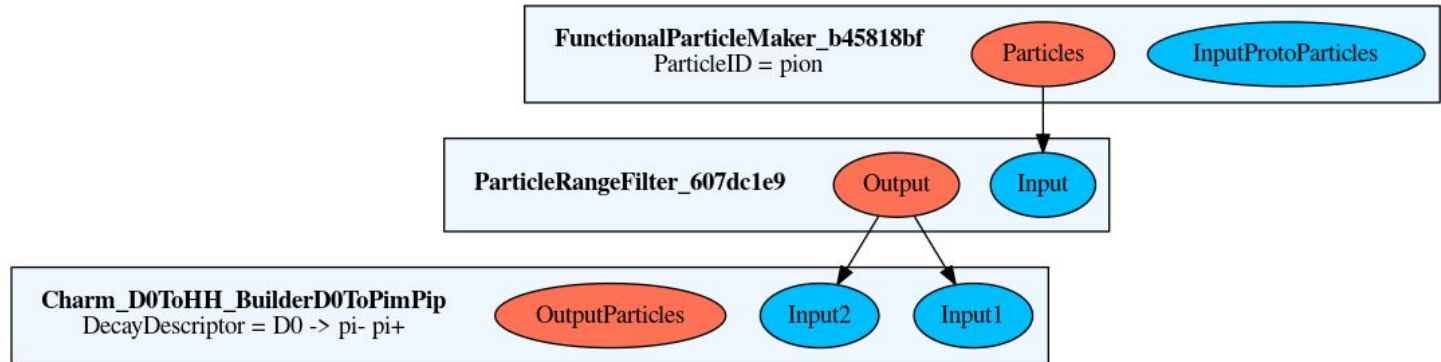 FunctionalParticleMaker_b45818bf
ParticleID = pion
Particles
InputProtoParticles
ParticleRangeFilter_607dc1e9
Output
Input
Charm_D0ToHH_BuilderD0ToPimPip
DecayDescriptor = D0 -> pi- pi+
OutputParticles
Input2
Input1